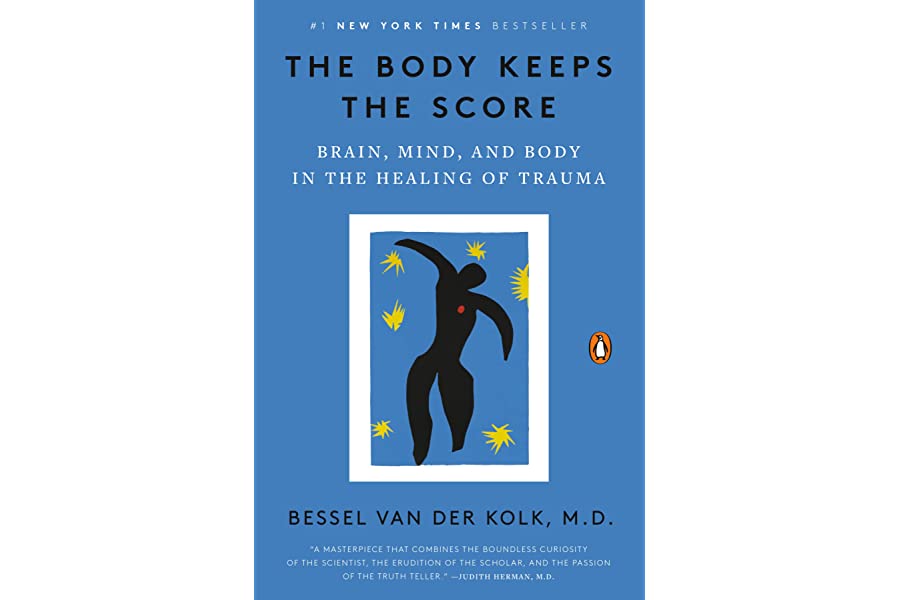 #1 NEW YORK TIMES BESTSELLER
THE BODY KEEPS
THE SCORE
BRAIN, MIND, AND BODY
IN THE HEALING OF TRAUMA
BESSEL VAN DER KOLK, M.D.
"A MASTERPIECE THAT COMBINES THE BOUNDLESS CURIOSITY
OF THE SCIENTIST, THE ERUDITION OF THE SCHOLAR, AND THE PASSION
OF THE TRUTH TELLER." —JUDITH HERMAN, M.D.